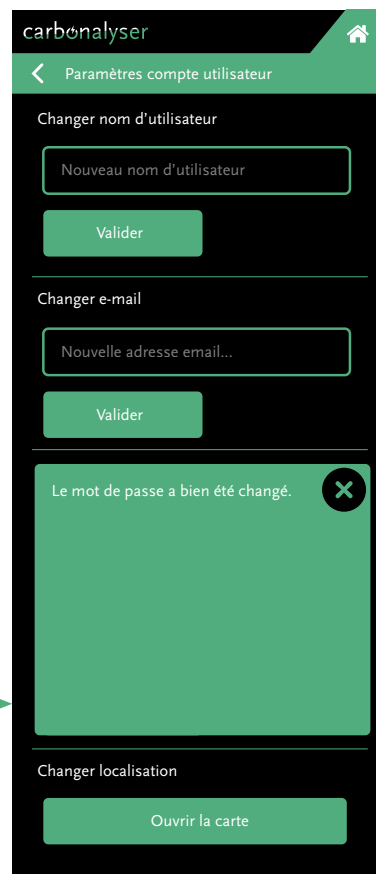 carbonalyser
Paramètres compte utilisateur
Changer nom d'utilisateur
Nouveau nom d'utilisateur
Valider
Changer e-mail
Nouvelle adresse email...
Valider
Le mot de passe a bien été changé.
Changer localisation
Ouvrir la carte